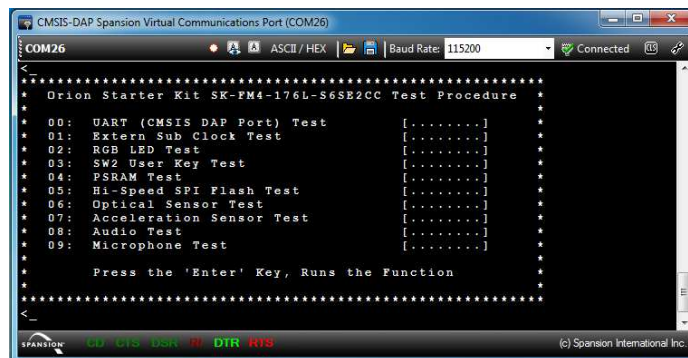 CMSIS-DAP Spansion Virtual Communications Port (COM26)
COM26 ASCII / HEX Baud Rate: 115200 Connected CLS
<_
*******************************************************
* Orion Starter Kit SK-FM4-176L-S6SE2CC Test Procedure *
* *
* 00: UART (CMSIS DAP Port) Test [........] *
* 01: Extern Sub Clock Test [........] *
* 02: RGB LED Test [........] *
* 03: SW2 User Key Test [........] *
* 04: PSRAM Test [........] *
* 05: Hi-Speed SPI Flash Test [........] *
* 06: Optical Sensor Test [........] *
* 07: Acceleration Sensor Test [........] *
* 08: Audio Test [........] *
* 09: Microphone Test [........] *
* *
* Press the 'Enter' Key, Runs the Function *
* *
*******************************************************
<_
SPANSION CD CTS DSR RI DTR RTS (c) Spansion International Inc.